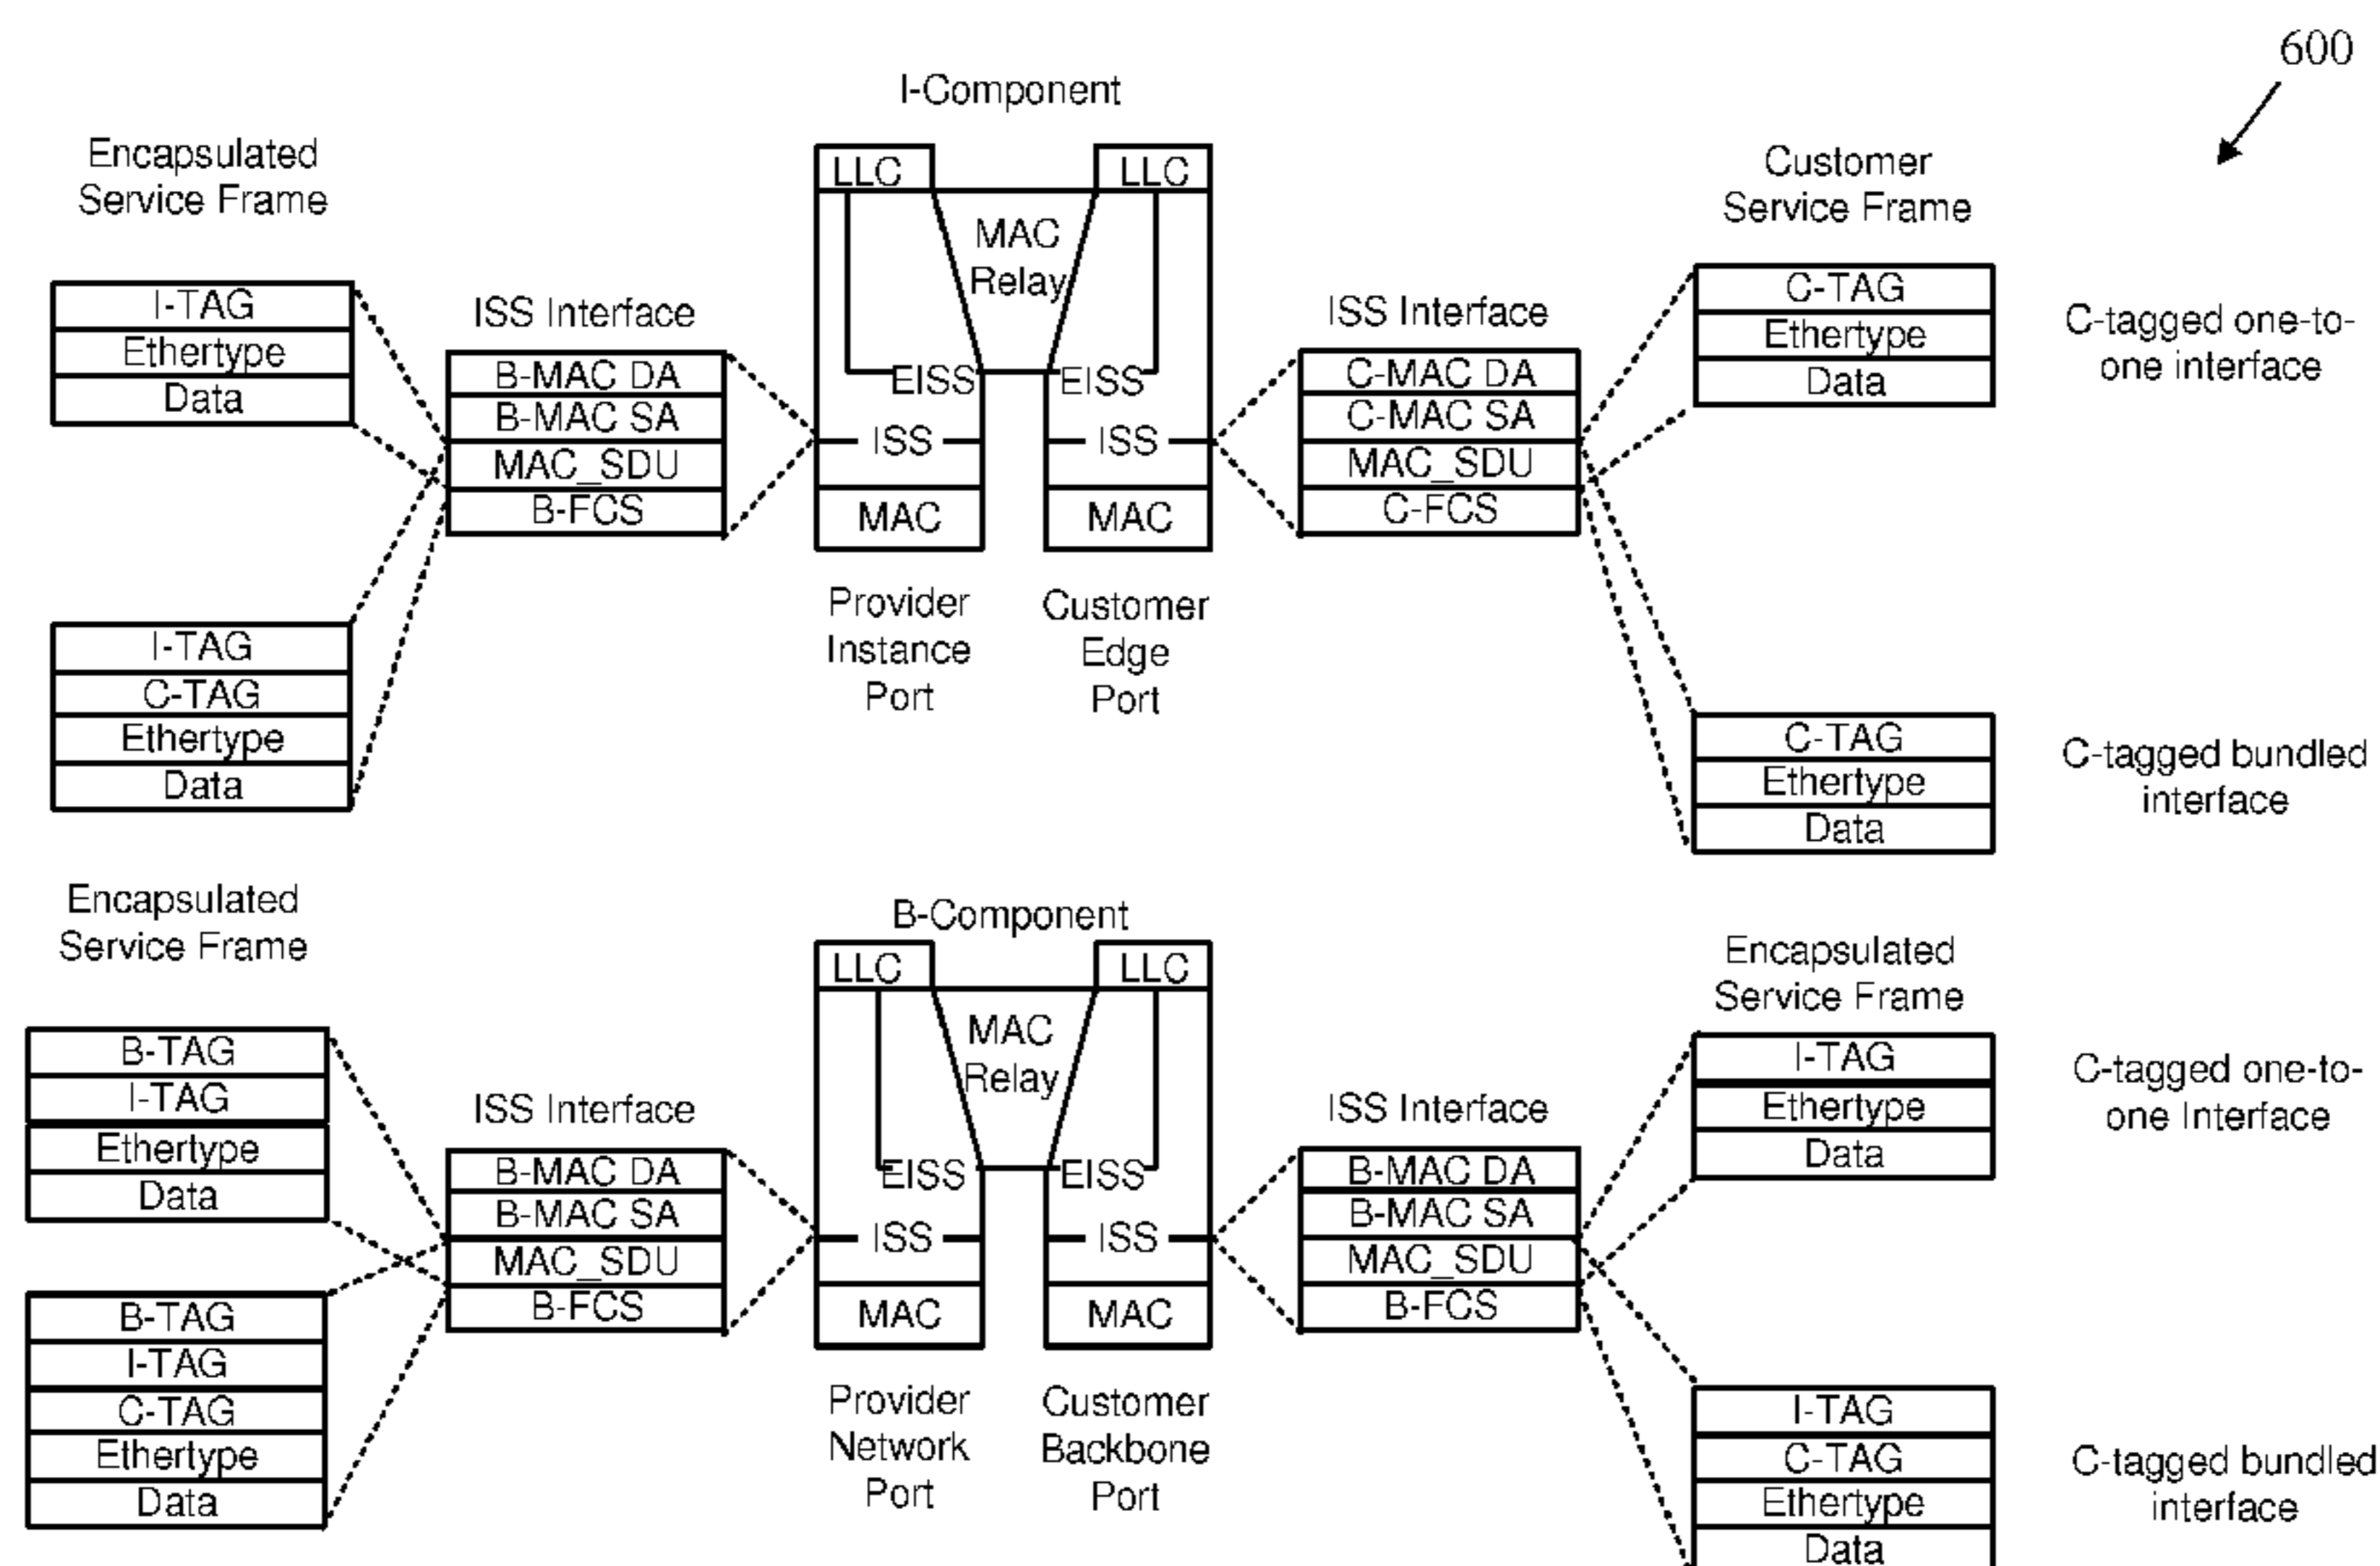 600
I-Component
Encapsulated
Service Frame
I-TAG
Ethertype
Data
I-TAG
C-TAG
Ethertype
Data
ISS Interface
B-MAC DA
B-MAC SA
MAC_SDU
B-FCS
LLC
LLC
MAC
Relay
EISS
EISS
ISS
ISS
MAC
MAC
Provider
Instance
Port
Customer
Edge
Port
ISS Interface
C-MAC DA
C-MAC SA
MAC_SDU
C-FCS
Customer
Service Frame
C-TAG
Ethertype
Data
C-tagged one-to-
one interface
C-TAG
Ethertype
Data
C-tagged bundled
interface
B-Component
Encapsulated
Service Frame
B-TAG
I-TAG
Ethertype
Data
B-TAG
I-TAG
C-TAG
Ethertype
Data
ISS Interface
B-MAC DA
B-MAC SA
MAC_SDU
B-FCS
LLC
LLC
MAC
Relay
EISS
EISS
ISS
ISS
MAC
MAC
Provider
Network
Port
Customer
Backbone
Port
ISS Interface
B-MAC DA
B-MAC SA
MAC_SDU
B-FCS
Encapsulated
Service Frame
I-TAG
Ethertype
Data
C-tagged one-to-
one Interface
I-TAG
C-TAG
Ethertype
Data
C-tagged bundled
interface